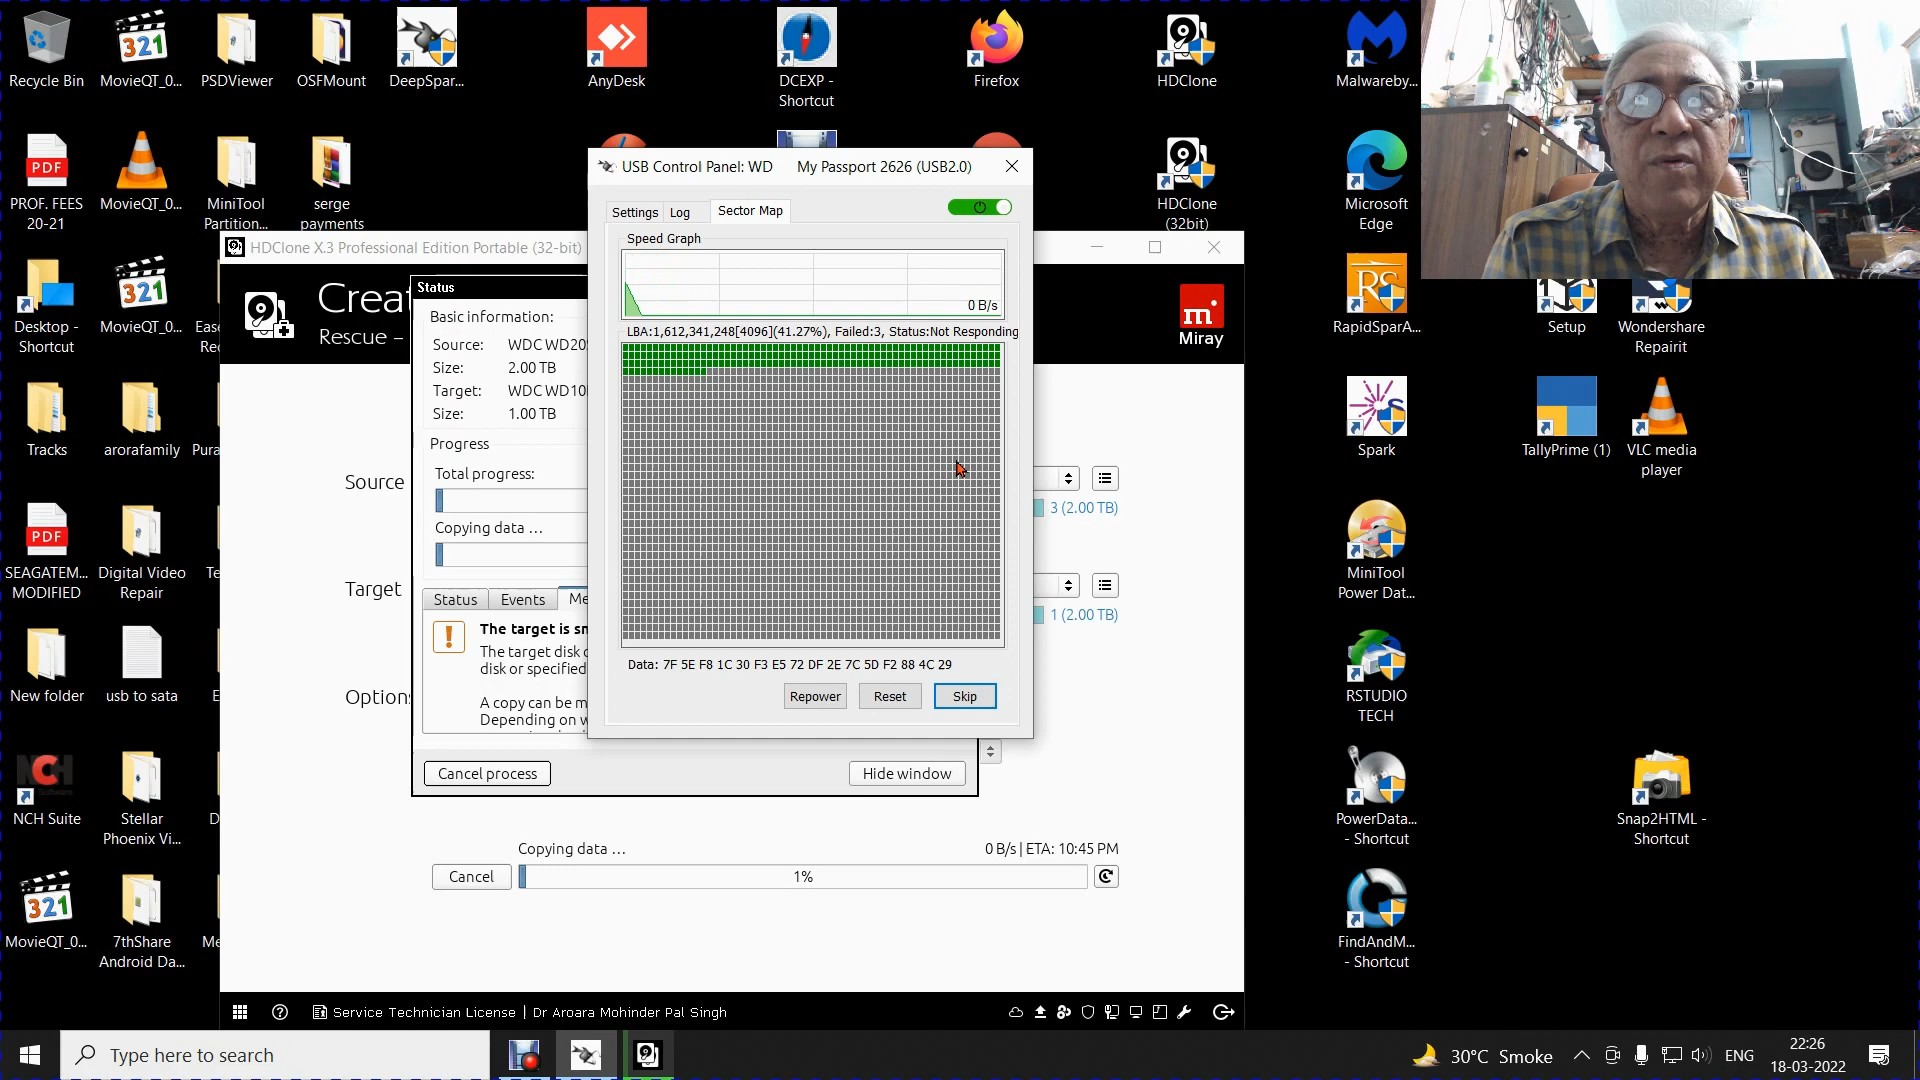 Recycle Bin
MovieQT_0...
PSDViewer
OSFMount
DeepSpar...
AnyDesk
DCEXP -
Shortcut
Firefox
HDClone
Malwareby...
PDF
PROF. FEES
20-21
MovieQT_0...
MiniTool
Partition...
serge
payments
HDClone
(32bit)
Microsoft
Edge
Desktop -
Shortcut
MovieQT_0...
RapidSparA...
Setup
Wondershare
Repairit
Tracks
arorafamily
Spark
TallyPrime (1)
VLC media
player
PDF
SEAGATEM...
MODIFIED
Digital Video
Repair
MiniTool
Power Dat...
New folder
usb to sata
RSTUDIO
TECH
NCH Suite
Stellar
Phoenix Vi...
PowerData...
- Shortcut
Snap2HTML -
Shortcut
MovieQT_0...
7thShare
Android Da...
FindAndM...
- Shortcut
HDClone X.3 Professional Edition Portable (32-bit)
Miray
Rescue –
Source
3 (2.00 TB)
Target
1 (2.00 TB)
Status
Basic information:
Source: WDC WD20
Size: 2.00 TB
Target: WDC WD10
Size: 1.00 TB
Progress
Total progress:
Copying data ...
Status Events
The target is
The target disk
disk or specified
A copy can be
Depending on
Cancel process
Hide window
Copying data ...
0 B/s | ETA: 10:45 PM
Cancel
1%
Service Technician License | Dr Aroara Mohinder Pal Singh
USB Control Panel: WD My Passport 2626 (USB2.0)
Settings Log Sector Map
Speed Graph
0 B/s
LBA:1,612,341,248[4096](41.27%), Failed:3, Status:Not Responding
Data: 7F 5E F8 1C 30 F3 E5 72 DF 2E 7C 5D F2 88 4C 29
Repower Reset Skip
Type here to search
30°C Smoke
ENG
22:26
18-03-2022